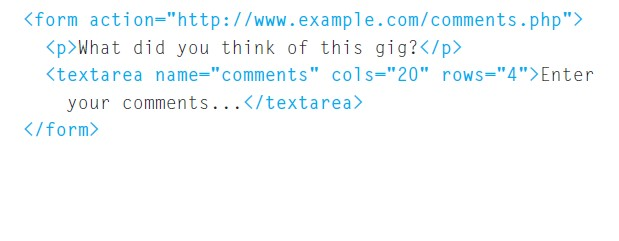 <form action="http://www.example.com/comments.php">
<p>What did you think of this gig?</p>
<textarea name="comments" cols="20" rows="4">Enter
your comments...</textarea>
</form>